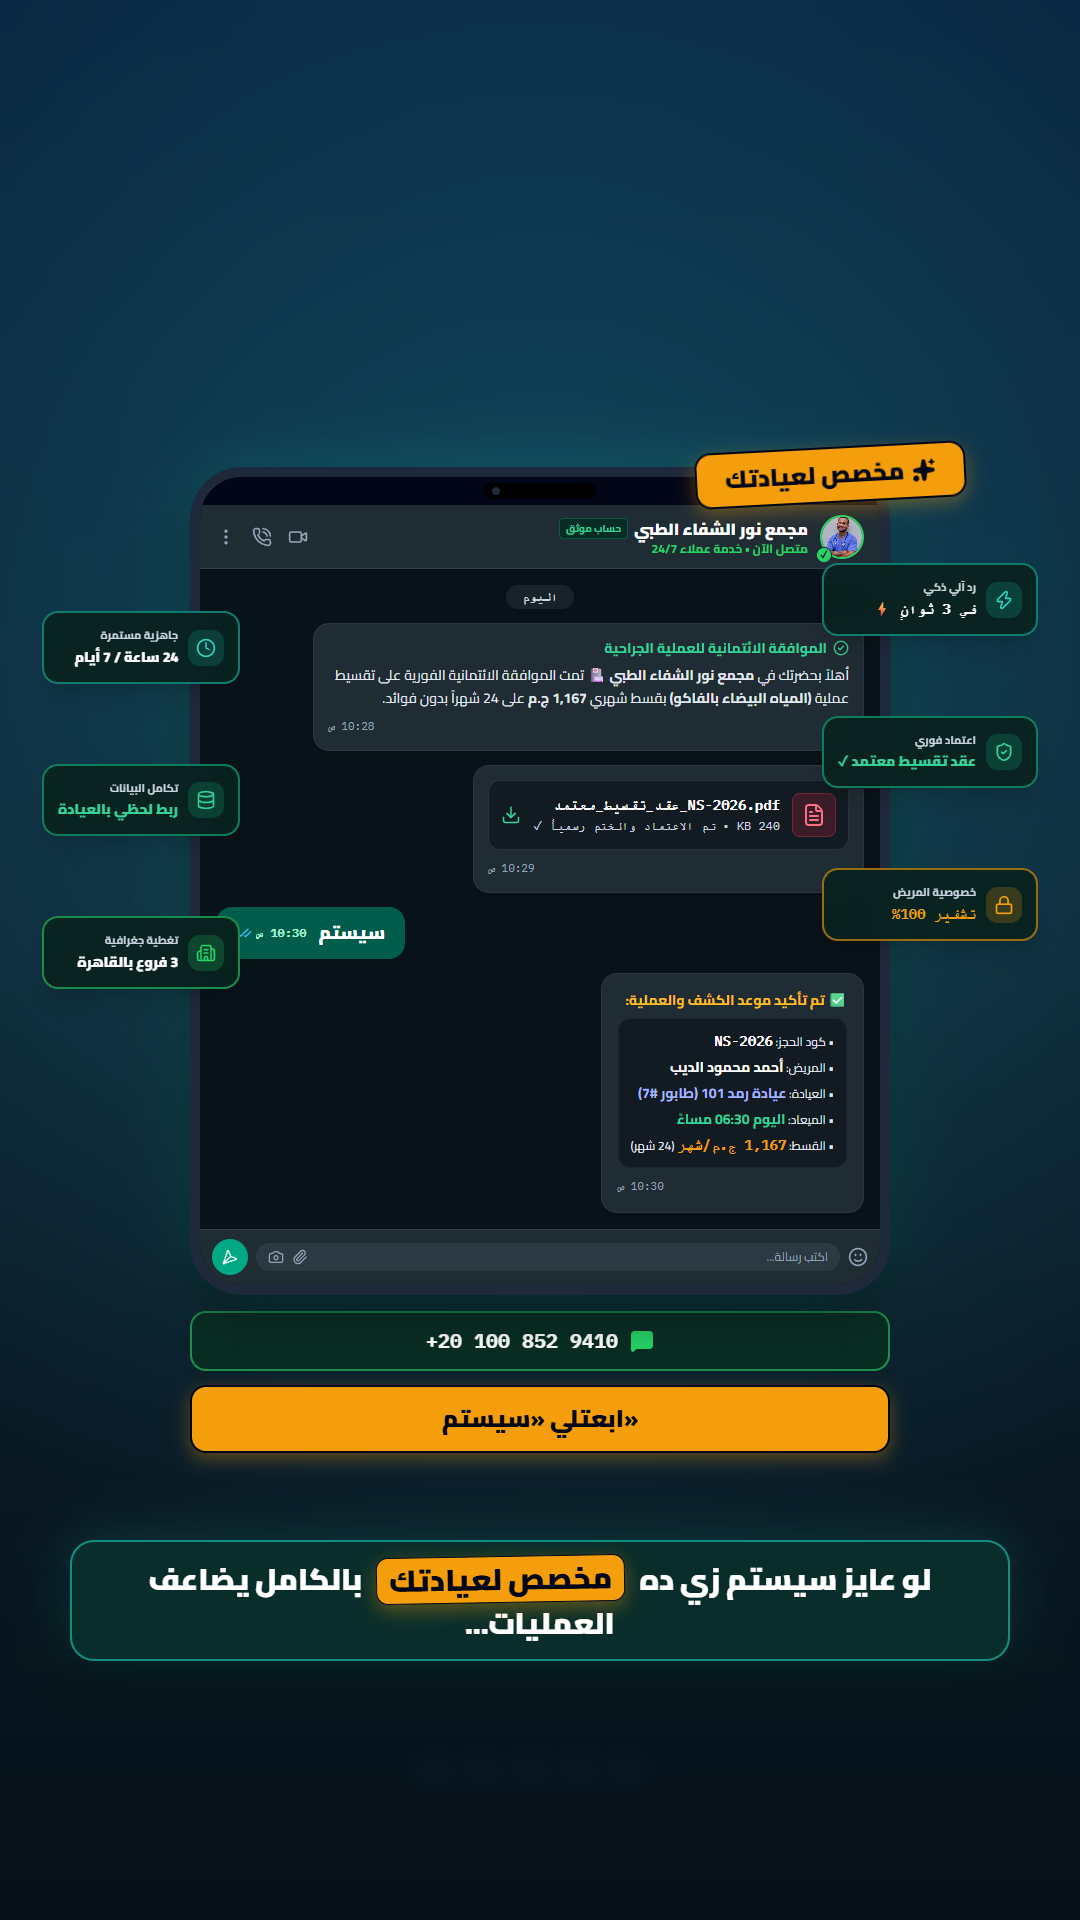 مخصص لعيادتك
مجمع نور الشفاء الطبي حساب موثق
متصل الآن • خدمة عملاء 24/7
رد آلي ذكي
في 3 ثوانٍ
اليوم
جاهزية مستمرة
24 ساعة / 7 أيام
الموافقة الائتمانية للعملية الجراحية
أهلاً بحضرتك في مجمع نور الشفاء الطبي تمت الموافقة الائتمانية الفورية على تقسيط
عملية (المياه البيضاء بالفاكو) بقسط شهري 1,167 ج.م على 24 شهراً بدون فوائد.
10:28 ص
اعتماد فوري
عقد تقسيط معتمد ✓
تكامل البيانات
ربط لحظي بالعيادة
عقد_تقسيط_معتمد_NS-2026.pdf
240 KB • تم الاعتماد والختم رسمياً ✓
10:29 ص
خصوصية المريض
تشفير 100%
سيستم 10:30 ص
تغطية جغرافية
3 فروع بالقاهرة
✅ تم تأكيد موعد الكشف والعملية:
• كود الحجز: NS-2026
• المريض: أحمد محمود الديب
• العيادة: عيادة رمد 101 (طابور #7)
• الميعاد: اليوم 06:30 مساءً
• القسط: 1,167 ج.م/شهر (24 شهر)
10:30 ص
اكتب رسالة...
+20 100 852 9410
«ابعتلي «سيستم
لو عايز سيستم زي ده مخصص لعيادتك بالكامل يضاعف
العمليات...